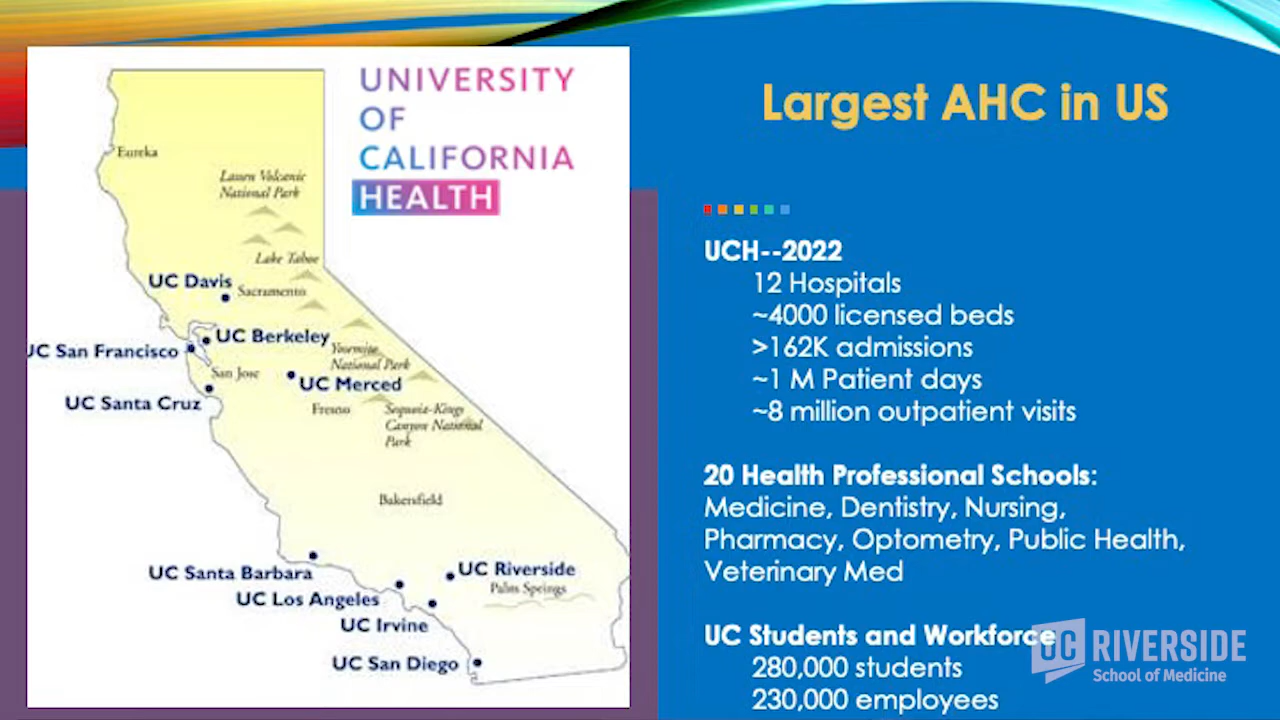 UNIVERSITY
OF
CALIFORNIA
HEALTH
Eureka
Lassen Volcanic
National Park
Lake Tahoe
UC Davis
Sacramento
UC Berkeley
UC San Francisco
Yosemite
National Park
San Jose
UC Merced
UC Santa Cruz
Fresno
Sequoia-Kings
Canyon National
Park
Bakersfield
UC Santa Barbara
UC Riverside
Palm Springs
UC Los Angeles
UC Irvine
UC San Diego
Largest AHC in US
UCH--2022
12 Hospitals
~4000 licensed beds
>162K admissions
~1 M Patient days
~8 million outpatient visits
20 Health Professional Schools:
Medicine, Dentistry, Nursing,
Pharmacy, Optometry, Public Health,
Veterinary Med
UC Students and Workforce
280,000 students
230,000 employees
UC RIVERSIDE
School of Medicine